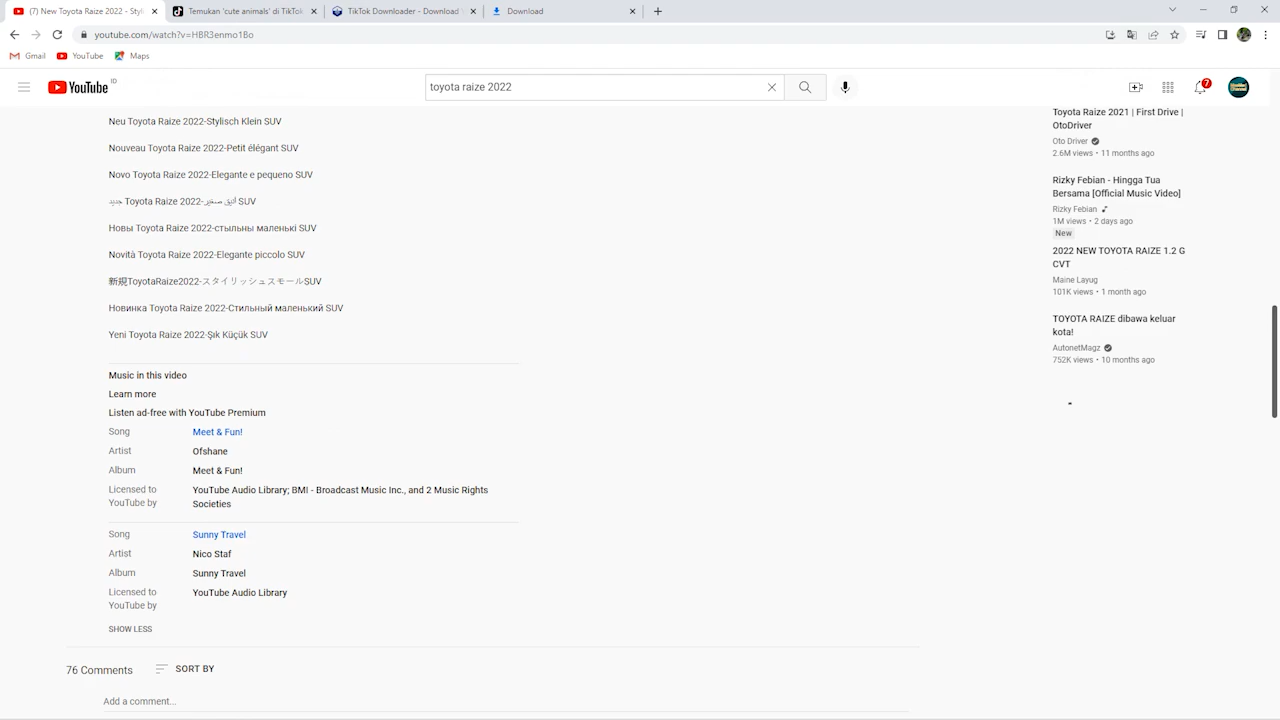 (7) New Toyota Raize 2022 - Styli
Temukan 'cute animals' di TikTok
TikTok Downloader - Download
Download
youtube.com/watch?v=HBR3enmo1Bo
Gmail
YouTube
Maps
YouTube ID
toyota raize 2022
7
Neu Toyota Raize 2022-Stylisch Klein SUV
Nouveau Toyota Raize 2022-Petit élégant SUV
Novo Toyota Raize 2022-Elegante e pequeno SUV
جديد Toyota Raize 2022-أنيق صغير SUV
Новы Toyota Raize 2022-стыльны маленькі SUV
Novità Toyota Raize 2022-Elegante piccolo SUV
新規ToyotaRaize2022-スタイリッシュスモールSUV
Новинка Toyota Raize 2022-Стильный маленький SUV
Yeni Toyota Raize 2022-Şık Küçük SUV
Music in this video
Learn more
Listen ad-free with YouTube Premium
Song Meet & Fun!
Artist Ofshane
Album Meet & Fun!
Licensed to YouTube by YouTube Audio Library; BMI - Broadcast Music Inc., and 2 Music Rights Societies
Song Sunny Travel
Artist Nico Staf
Album Sunny Travel
Licensed to YouTube by YouTube Audio Library
SHOW LESS
76 Comments
SORT BY
Add a comment...
Toyota Raize 2021 | First Drive |
OtoDriver
Oto Driver
2.6M views • 11 months ago
Rizky Febian - Hingga Tua
Bersama [Official Music Video]
Rizky Febian
1M views • 2 days ago
New
2022 NEW TOYOTA RAIZE 1.2 G
CVT
Maine Layug
101K views • 1 month ago
TOYOTA RAIZE dibawa keluar
kota!
AutonetMagz
752K views • 10 months ago